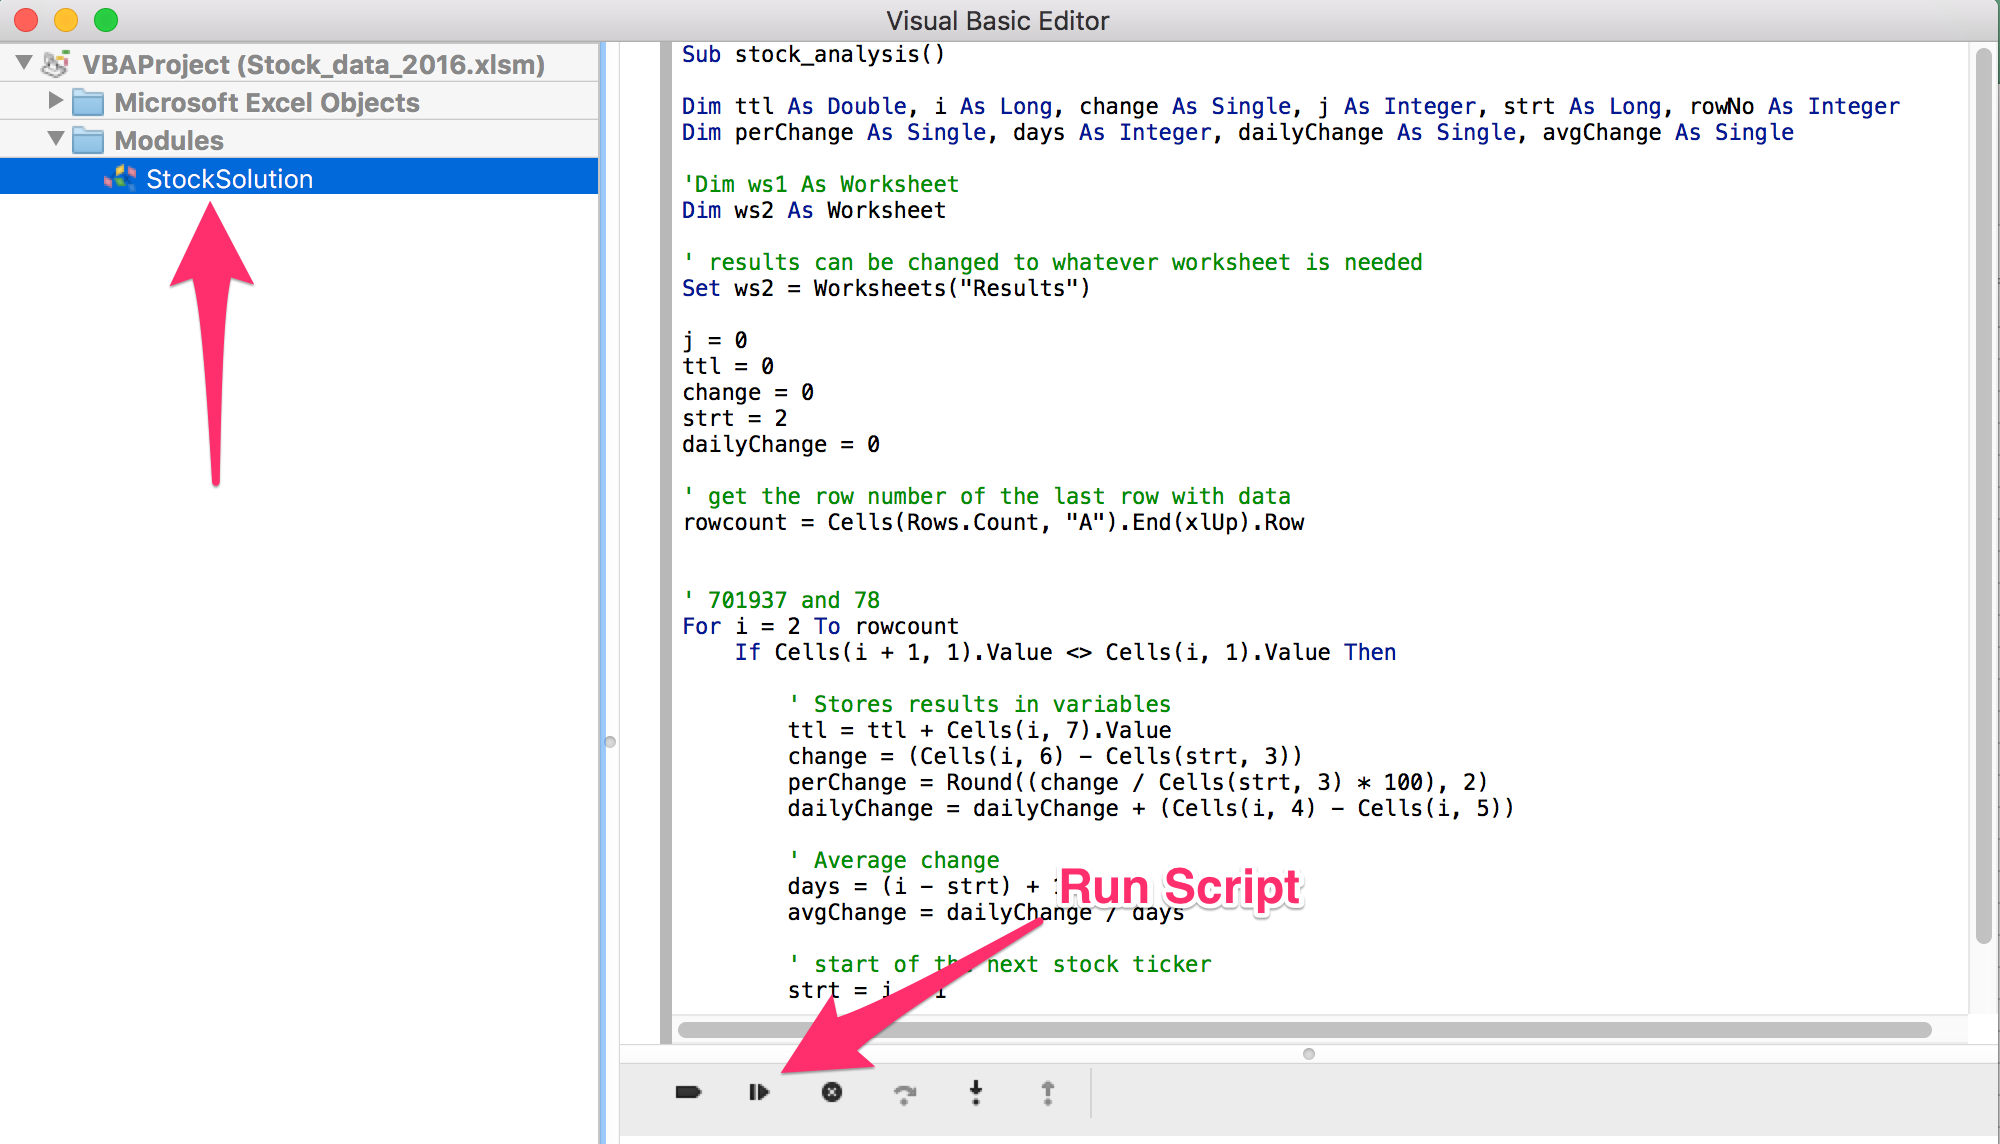 Visual Basic Editor
VBAProject (Stock_data_2016.xlsm)
Microsoft Excel Objects
Modules
StockSolution
Sub stock_analysis()
Dim ttl As Double, i As Long, change As Single, j As Integer, strt As Long, rowNo As Integer
Dim perChange As Single, days As Integer, dailyChange As Single, avgChange As Single
'Dim ws1 As Worksheet
Dim ws2 As Worksheet
' results can be changed to whatever worksheet is needed
Set ws2 = Worksheets("Results")
j = 0
ttl = 0
change = 0
strt = 2
dailyChange = 0
' get the row number of the last row with data
rowcount = Cells(Rows.Count, "A").End(xlUp).Row
' 701937 and 78
For i = 2 To rowcount
If Cells(i + 1, 1).Value <> Cells(i, 1).Value Then
' Stores results in variables
ttl = ttl + Cells(i, 7).Value
change = (Cells(i, 6) - Cells(strt, 3))
perChange = Round((change / Cells(strt, 3) * 100), 2)
dailyChange = dailyChange + (Cells(i, 4) - Cells(i, 5))
' Average change
days = (i - strt) + 1
Run Script
avgChange = dailyChange / days
' start of the next stock ticker
strt = i 1